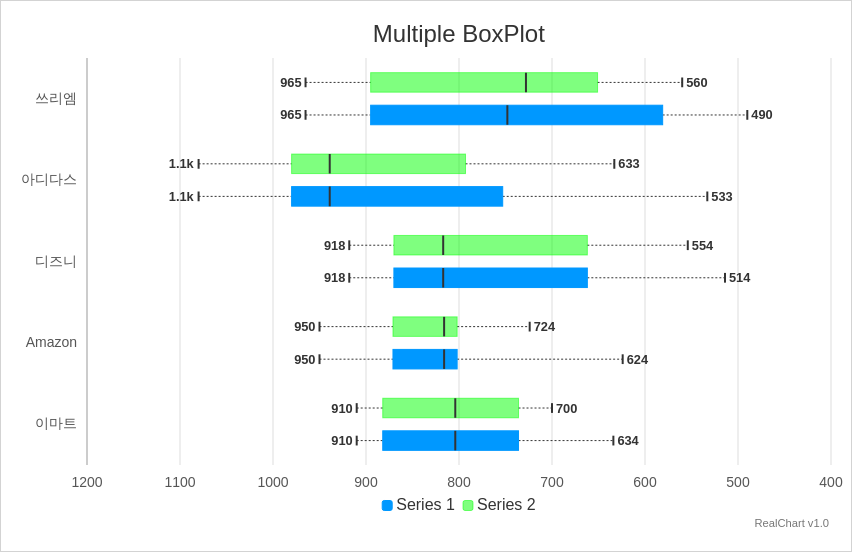 Multiple BoxPlot
쓰리엠
965 560
965 490
아디다스
1.1k 633
1.1k 533
디즈니
918 554
918 514
Amazon
950 724
950 624
이마트
910 700
910 634
1200 1100 1000 900 800 700 600 500 400
Series 1 Series 2
RealChart v1.0